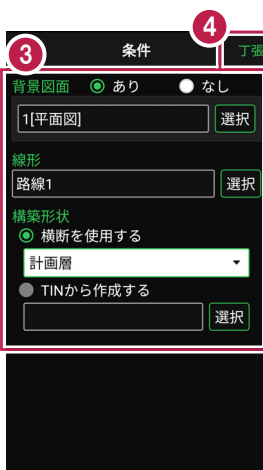 3
4
条件
丁張
背景図面 あり なし
1[平面図] 選択
線形
路線1 選択
構築形状
横断を使用する
計画層
TINから作成する
選択